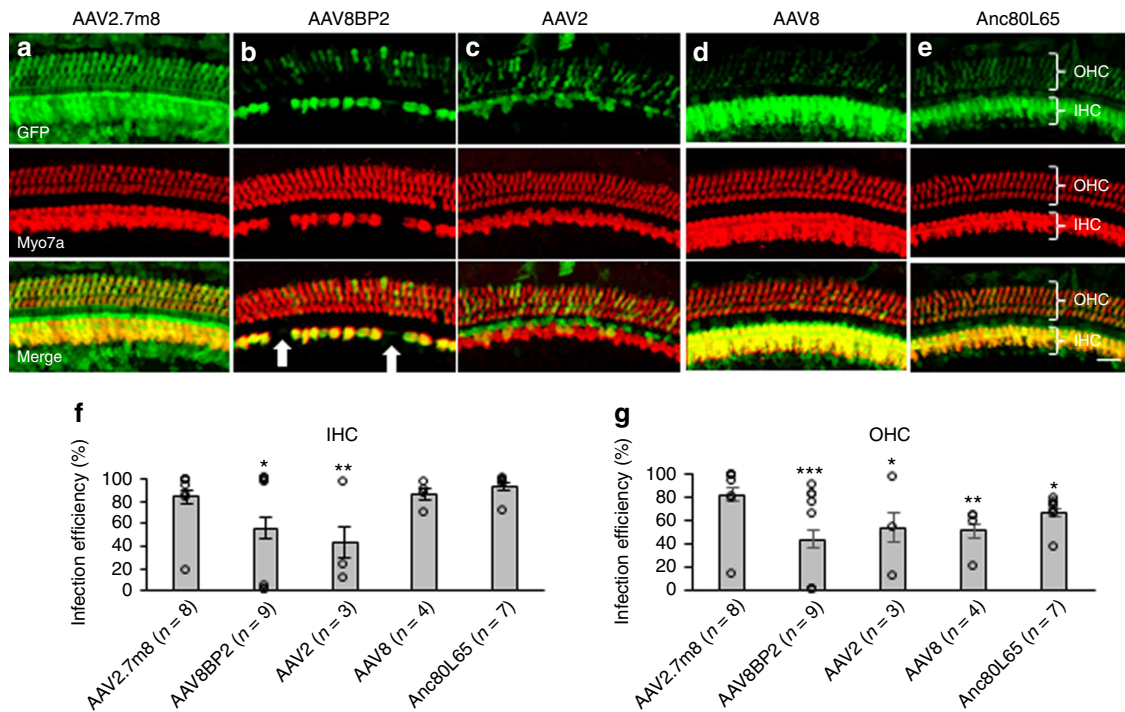 AAV2.7m8 AAV8BP2 AAV2 AAV8 Anc80L65
a b c d e
GFP
OHC
IHC
Myo7a
OHC
IHC
Merge
OHC
IHC
f
IHC
Infection efficiency (%)
100
80
60
40
20
0
* **
AAV2.7m8 (n = 8)
AAV8BP2 (n = 9)
AAV2 (n = 3)
AAV8 (n = 4)
Anc80L65 (n = 7)
g
OHC
Infection efficiency (%)
100
80
60
40
20
0
*** * ** *
AAV2.7m8 (n = 8)
AAV8BP2 (n = 9)
AAV2 (n = 3)
AAV8 (n = 4)
Anc80L65 (n = 7)